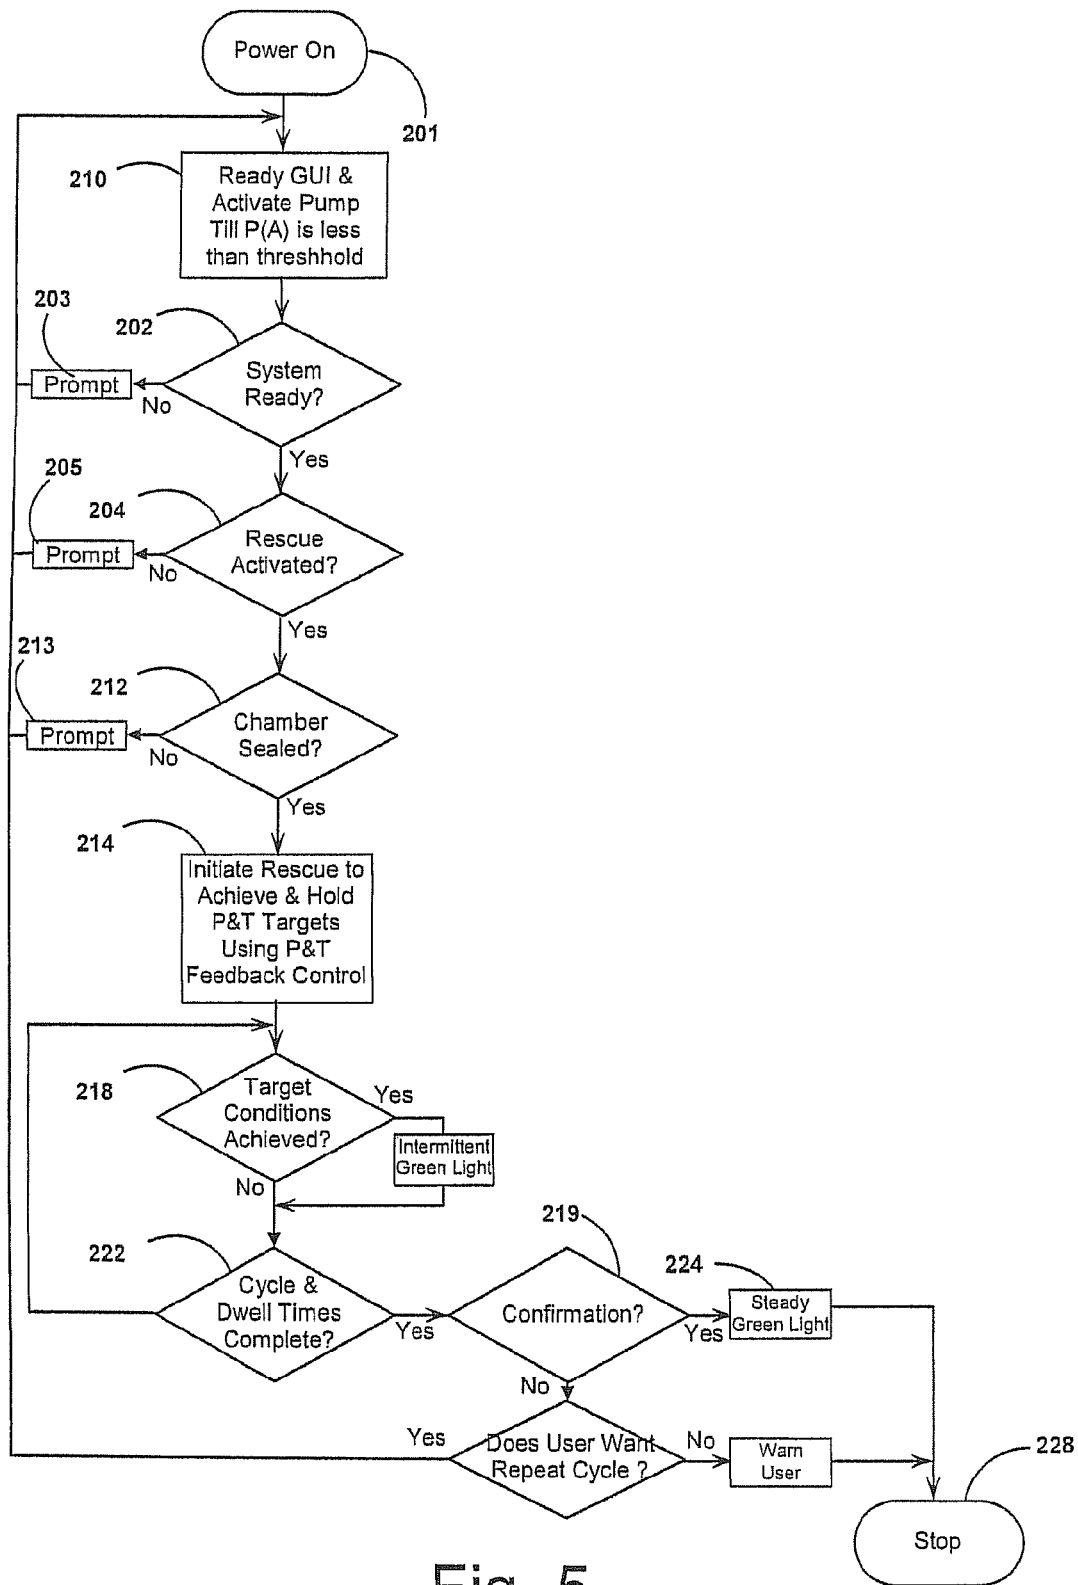 Power On
201
210
Ready GUI &
Activate Pump
Till P(A) is less
than threshhold
203
202
System
Ready?
Prompt
No
Yes
205
204
Rescue
Activated?
Prompt
No
Yes
213
212
Chamber
Sealed?
Prompt
No
Yes
214
Initiate Rescue to
Achieve & Hold
P&T Targets
Using P&T
Feedback Control
218
Target
Conditions
Achieved?
Yes
Intermittent
Green Light
No
222
Cycle &
Dwell Times
Complete?
Yes
219
Confirmation?
Yes
224
Steady
Green Light
No
Does User Want
Repeat Cycle ?
Yes
No
Warn
User
228
Stop
Fig. 5